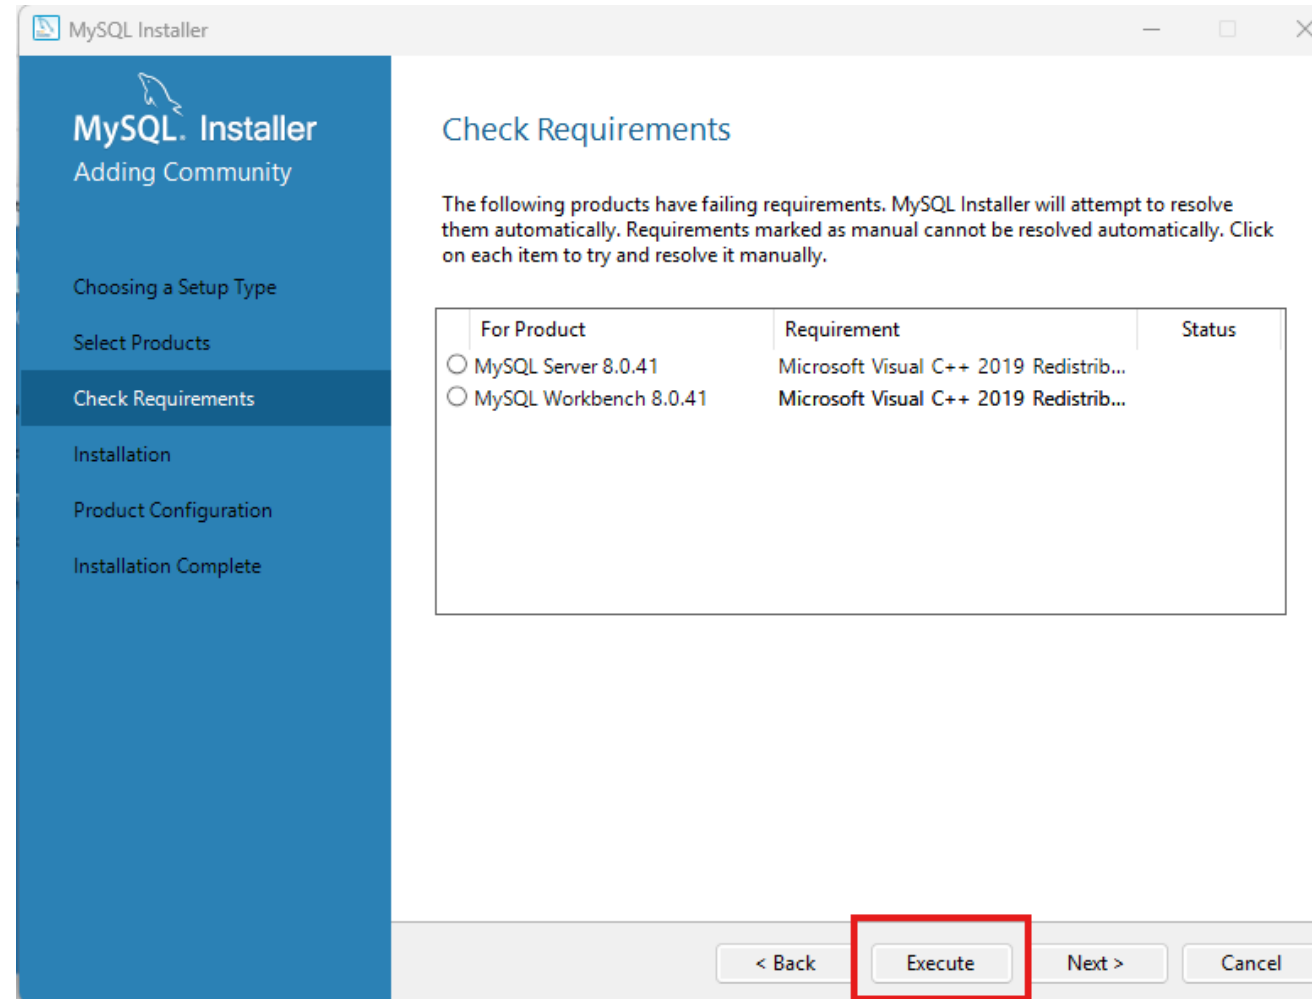 MySQL Installer
MySQL. Installer
Adding Community
Choosing a Setup Type
Select Products
Check Requirements
Installation
Product Configuration
Installation Complete
Check Requirements
The following products have failing requirements. MySQL Installer will attempt to resolve
them automatically. Requirements marked as manual cannot be resolved automatically. Click
on each item to try and resolve it manually.
For Product Requirement Status
MySQL Server 8.0.41 Microsoft Visual C++ 2019 Redistrib...
MySQL Workbench 8.0.41 Microsoft Visual C++ 2019 Redistrib...
< Back Execute Next > Cancel